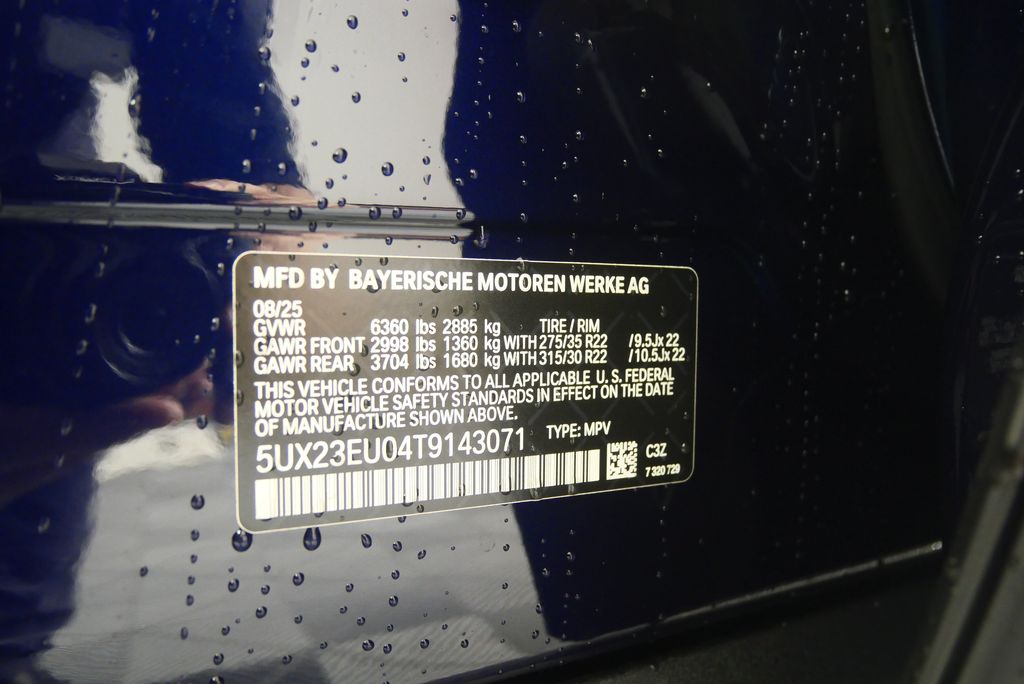 MFD BY BAYERISCHE MOTOREN WERKE AG
08/25
GVWR 6360 lbs 2885 kg TIRE / RIM
GAWR FRONT 2998 lbs 1360 kg WITH 275/35 R22 /9.5Jx 22
GAWR REAR 3704 lbs 1680 kg WITH 315/30 R22 /10.5Jx 22
THIS VEHICLE CONFORMS TO ALL APPLICABLE U. S. FEDERAL
MOTOR VEHICLE SAFETY STANDARDS IN EFFECT ON THE DATE
OF MANUFACTURE SHOWN ABOVE.
5UX23EU04T9143071 TYPE: MPV
C3Z
7 320 729